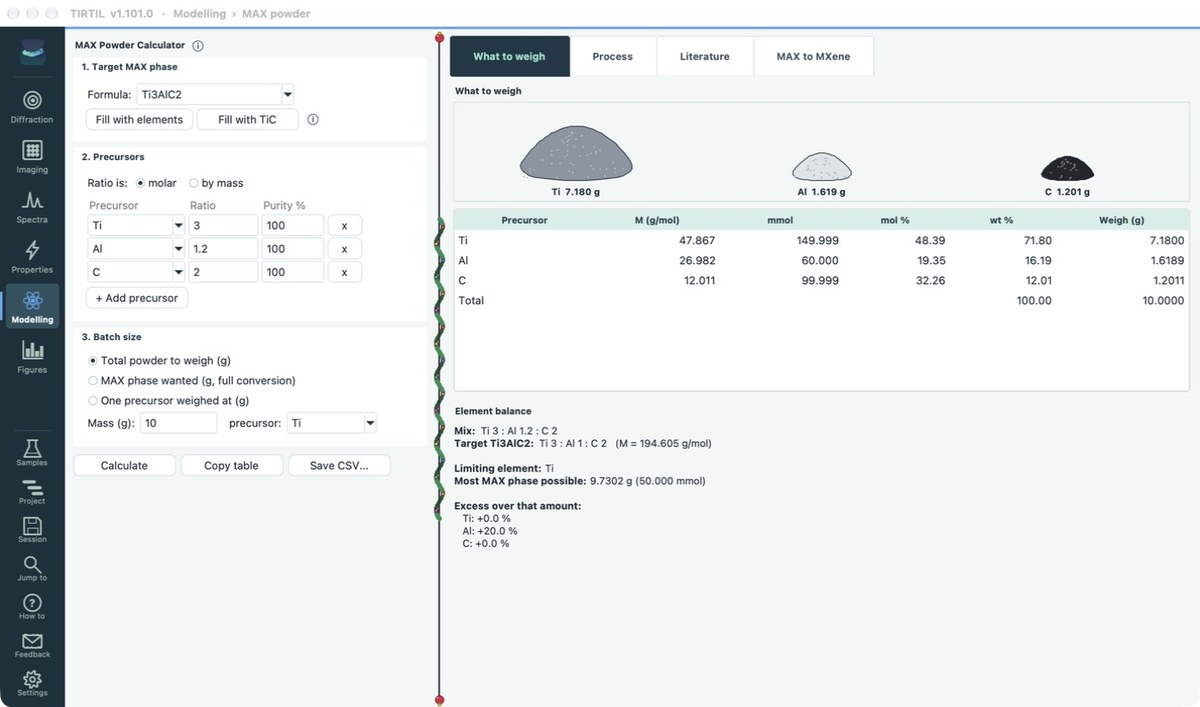 TIRTIL v1.101.0 - Modelling › MAX powder
Diffraction
Imaging
Spectra
Properties
Modelling
Figures
Samples
Project
Session
Jump to
How to
Feedback
Settings
MAX Powder Calculator
1. Target MAX phase
Formula: Ti3AlC2
Fill with elements Fill with TiC
2. Precursors
Ratio is: molar by mass
Precursor Ratio Purity %
Ti 3 100 x
Al 1.2 100 x
C 2 100 x
+ Add precursor
3. Batch size
Total powder to weigh (g)
MAX phase wanted (g, full conversion)
One precursor weighed at (g)
Mass (g): 10 precursor: Ti
Calculate Copy table Save CSV...
What to weigh Process Literature MAX to MXene
What to weigh
Ti 7.180 g Al 1.619 g C 1.201 g
Precursor M (g/mol) mmol mol % wt % Weigh (g)
Ti 47.867 149.999 48.39 71.80 7.1800
Al 26.982 60.000 19.35 16.19 1.6189
C 12.011 99.999 32.26 12.01 1.2011
Total 100.00 10.0000
Element balance
Mix: Ti 3 : Al 1.2 : C 2
Target Ti3AlC2: Ti 3 : Al 1 : C 2 (M = 194.605 g/mol)
Limiting element: Ti
Most MAX phase possible: 9.7302 g (50.000 mmol)
Excess over that amount:
Ti: +0.0 %
Al: +20.0 %
C: +0.0 %